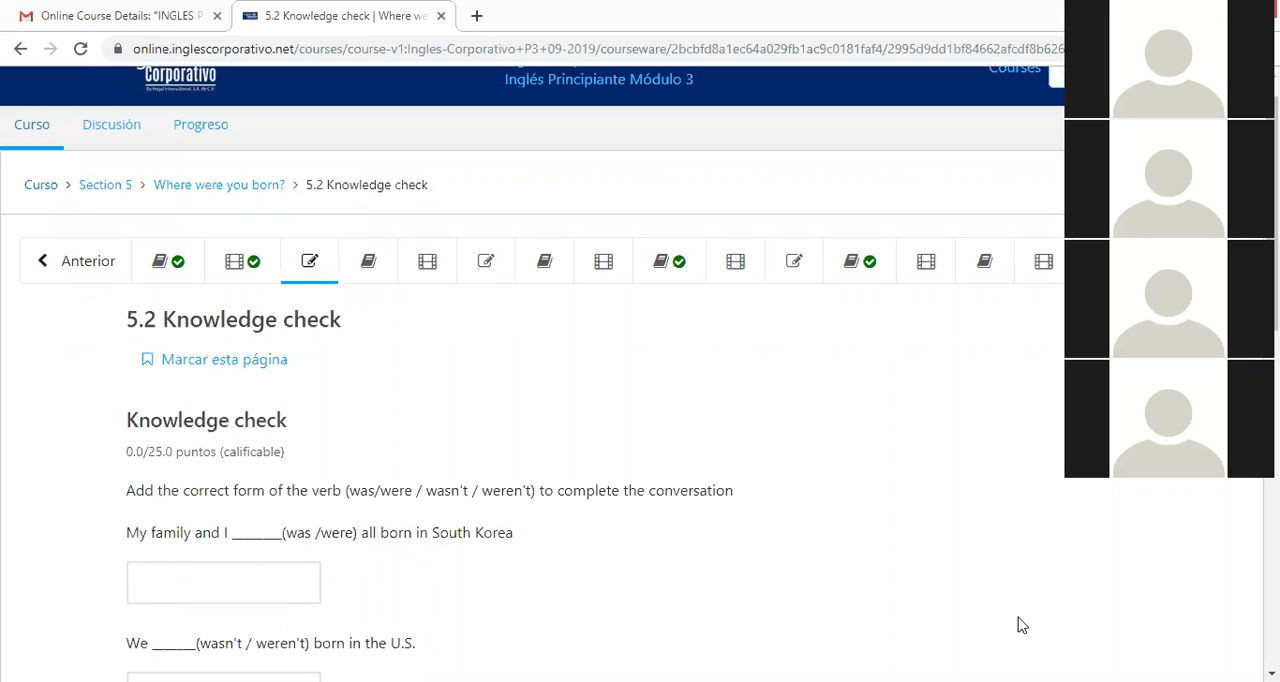 Online Course Details: "INGLES P
5.2 Knowledge check | Where we
online.inglescorporativo.net/courses/course-v1:Ingles-Corporativo+P3+09-2019/courseware/2bcbfd8a1ec64a029fb1ac9c0181faf4/2995d9dd1bf84662afcdf8b626
Corporativo
Inglés Principiante Módulo 3
Courses
Curso Discusión Progreso
Curso > Section 5 > Where were you born? > 5.2 Knowledge check
Anterior
5.2 Knowledge check
Marcar esta página
Knowledge check
0.0/25.0 puntos (calificable)
Add the correct form of the verb (was/were / wasn't / weren't) to complete the conversation
My family and I _______(was /were) all born in South Korea
We ______(wasn't / weren't) born in the U.S.